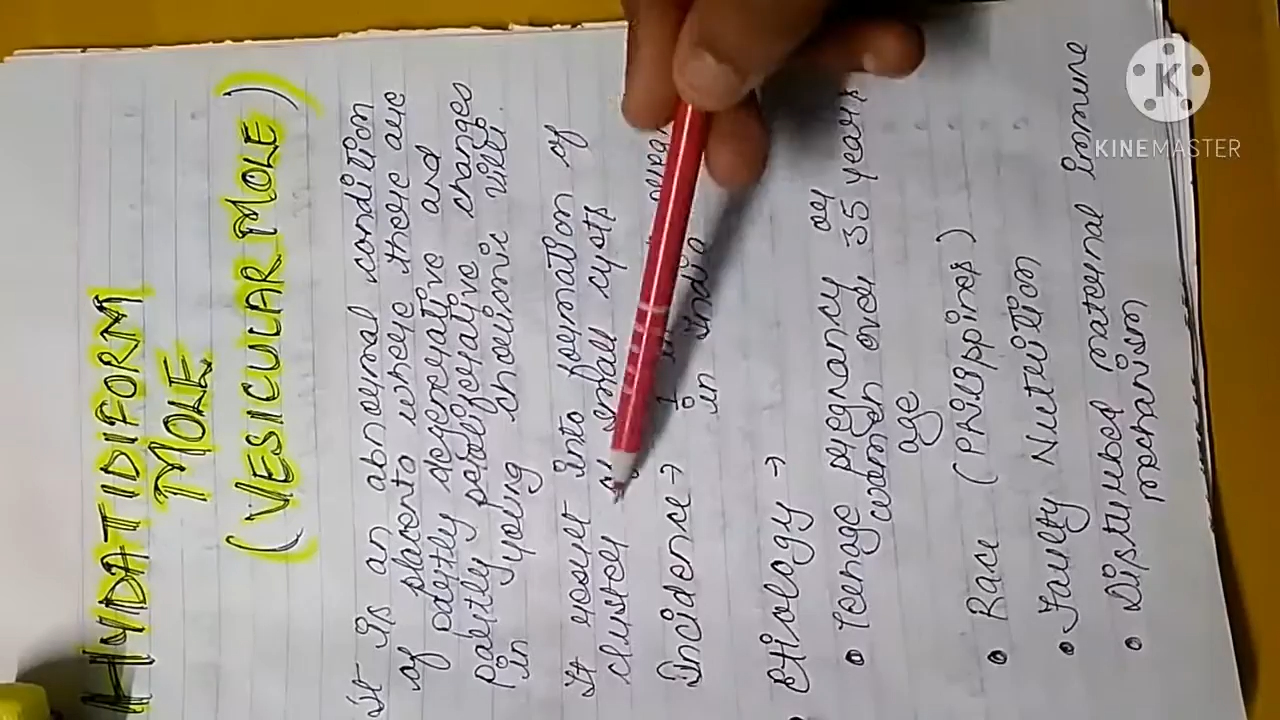 HYDATIDIFORM
MOLE
(VESICULAR MOLE)
It is an abnormal condition
of placenta where there are
partly degenerative and
partly proliferative changes
in young chorionic villi.
It result into formation of
cluster small cysts
Incidence → 1 in
in India
Etiology →
• Teenage pregnancy or
women over 35 years
age
• Race (Philippines)
• Faulty Nutrition
• Disturbed maternal immune
mechanism
K
KINEMASTER